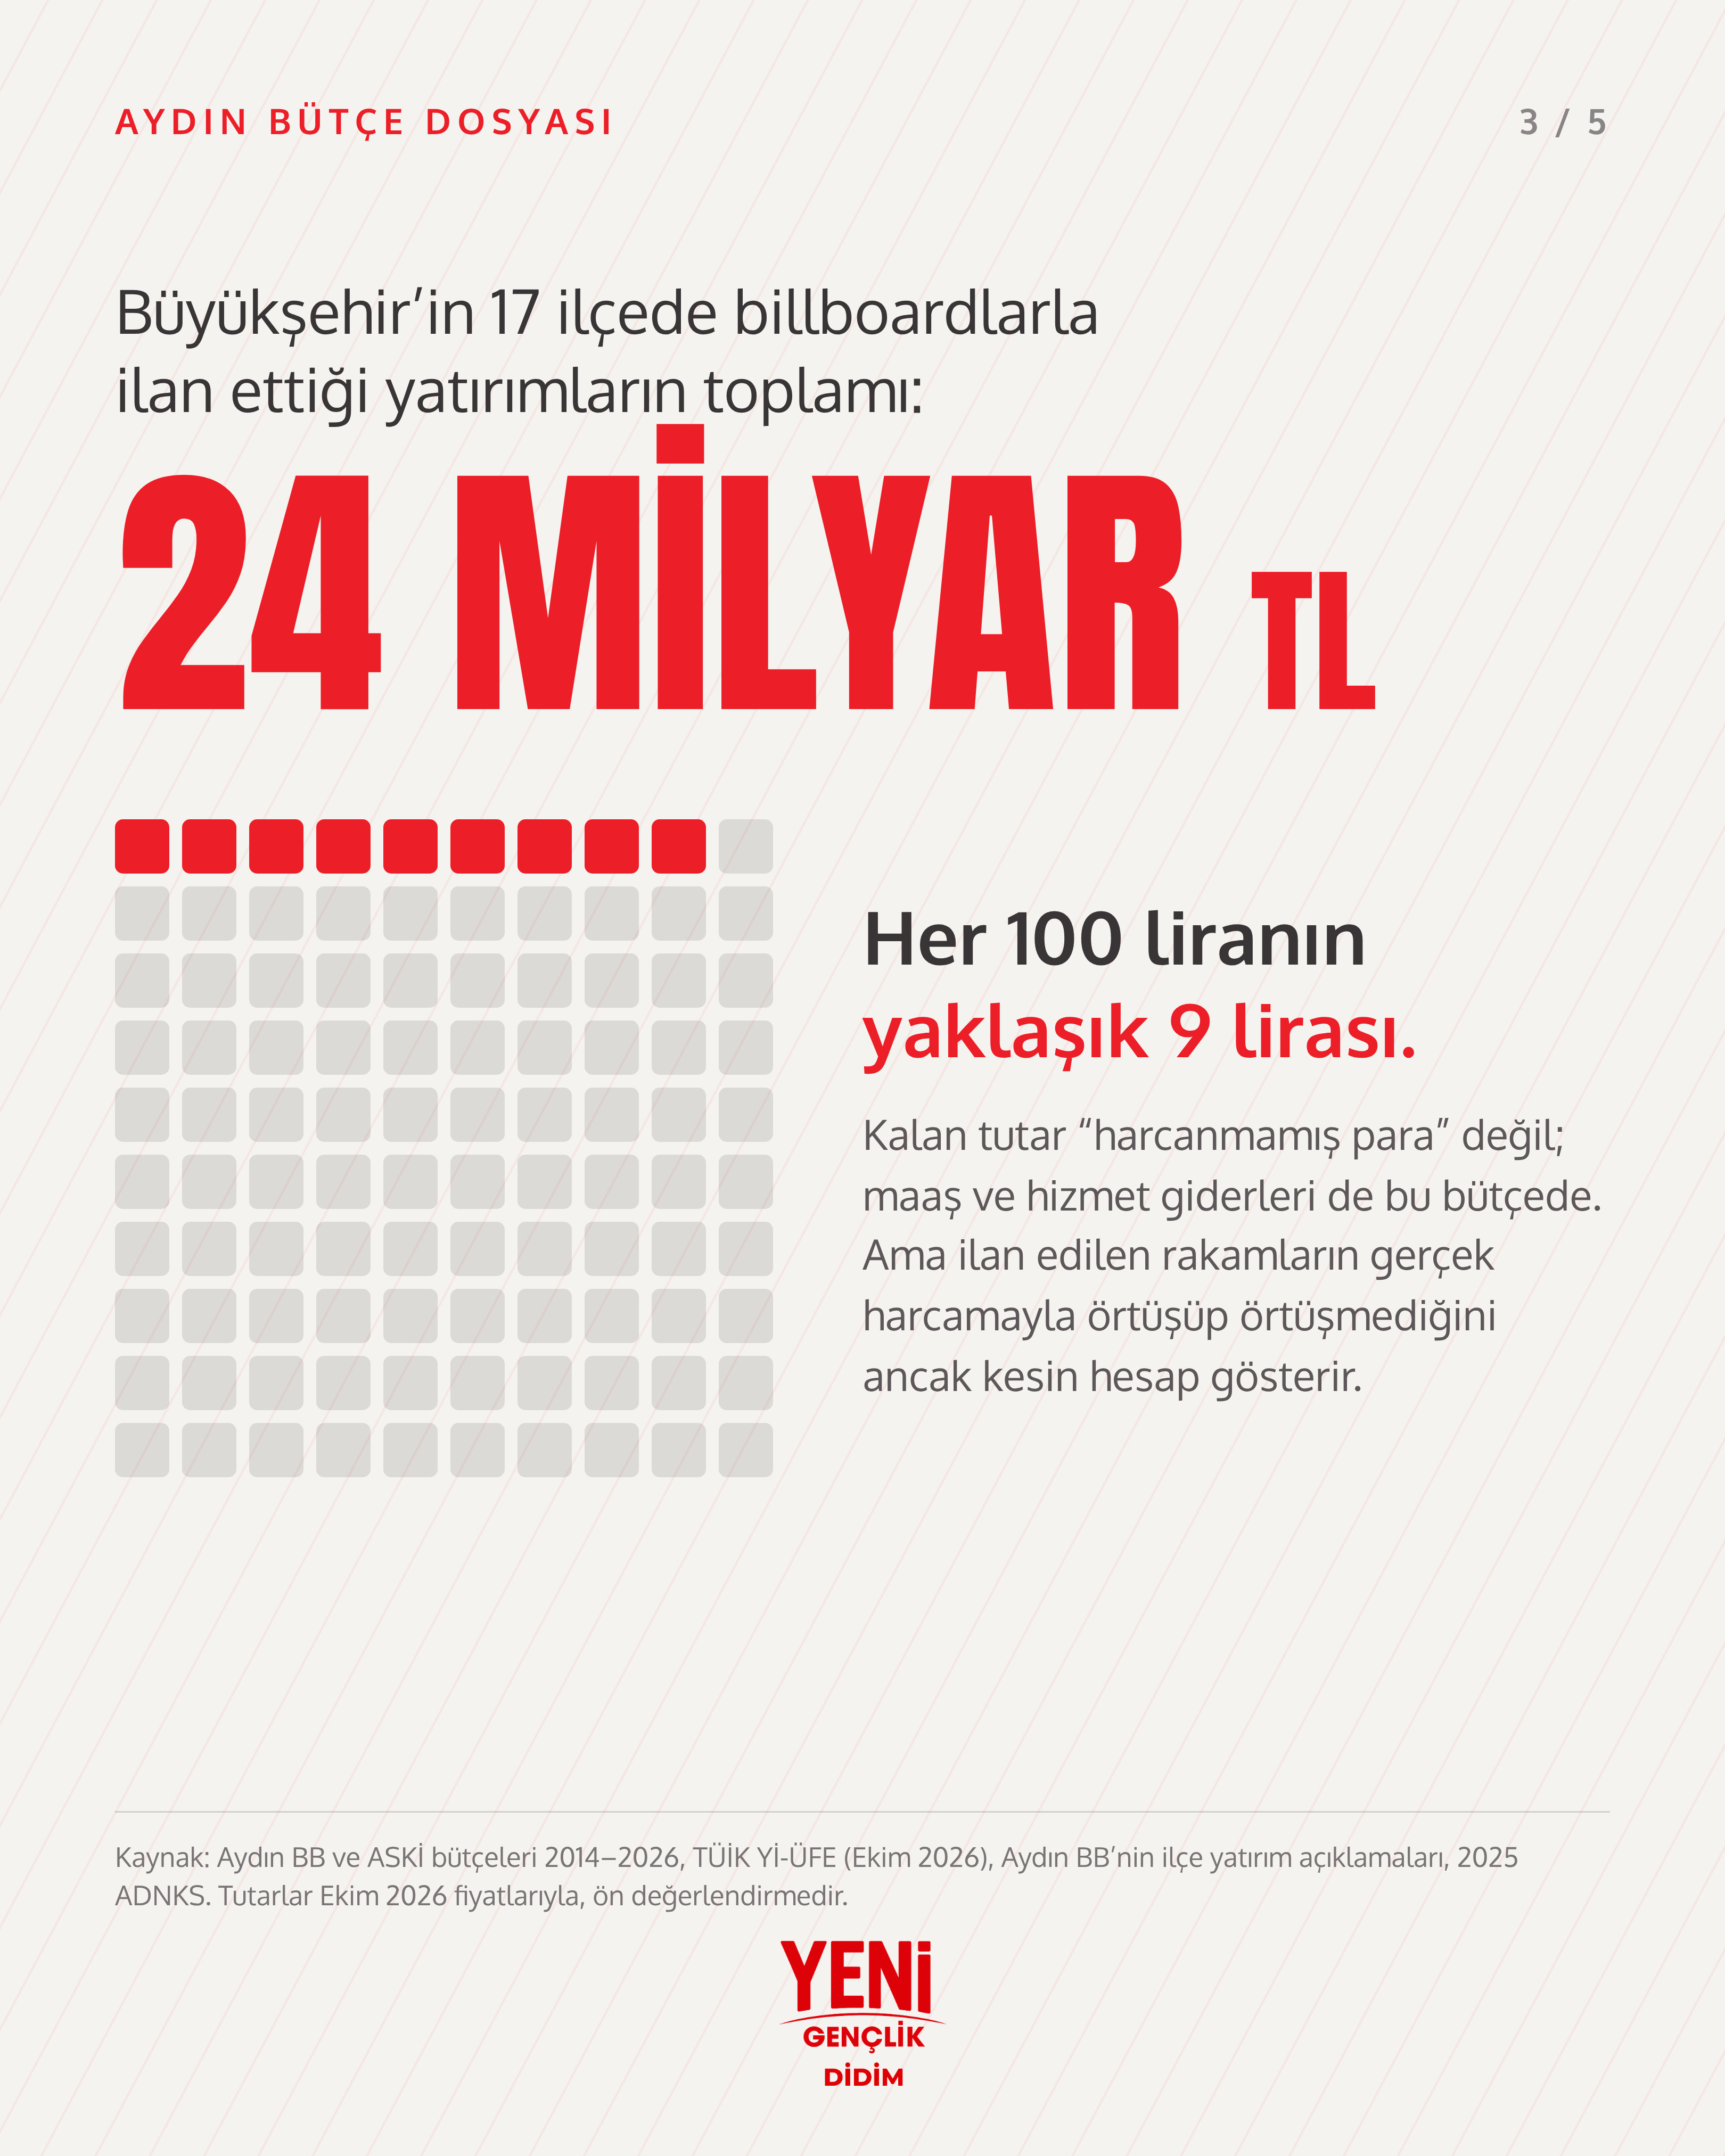 AYDIN BÜTÇE DOSYASI
3 / 5
Büyükşehir’in 17 ilçede billboardlarla
ilan ettiği yatırımların toplamı:
24 MİLYAR TL
Her 100 liranın
yaklaşık 9 lirası.
Kalan tutar “harcanmamış para” değil;
maaş ve hizmet giderleri de bu bütçede.
Ama ilan edilen rakamların gerçek
harcamayla örtüşüp örtüşmediğini
ancak kesin hesap gösterir.
Kaynak: Aydın BB ve ASKİ bütçeleri 2014–2026, TÜİK Yİ-ÜFE (Ekim 2026), Aydın BB’nin ilçe yatırım açıklamaları, 2025
ADNKS. Tutarlar Ekim 2026 fiyatlarıyla, ön değerlendirmedir.
YENİ
GENÇLİK
DİDİM